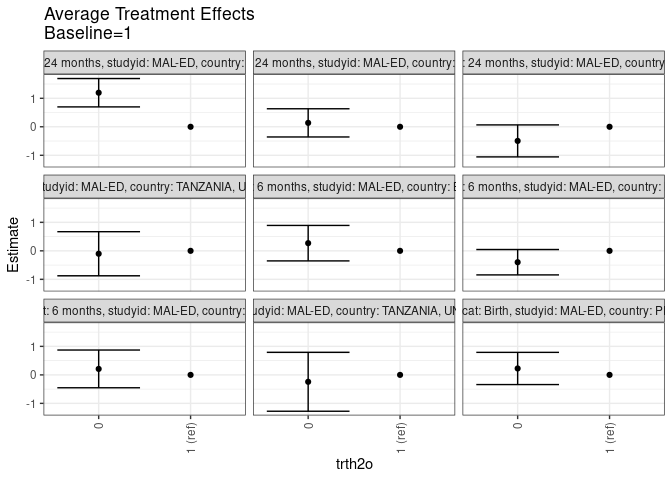 Average Treatment Effects
Baseline=1
24 months, studyid: MAL-ED, country:
24 months, studyid: MAL-ED, country:
: 24 months, studyid: MAL-ED, country
studyid: MAL-ED, country: TANZANIA, U
6 months, studyid: MAL-ED, country:
: 6 months, studyid: MAL-ED, country:
t: 6 months, studyid: MAL-ED, country:
udyid: MAL-ED, country: TANZANIA, UN
cat: Birth, studyid: MAL-ED, country: P
1
0
-1
1
0
-1
1
0
-1
Estimate
0
1 (ref)
0
1 (ref)
0
1 (ref)
trth2o